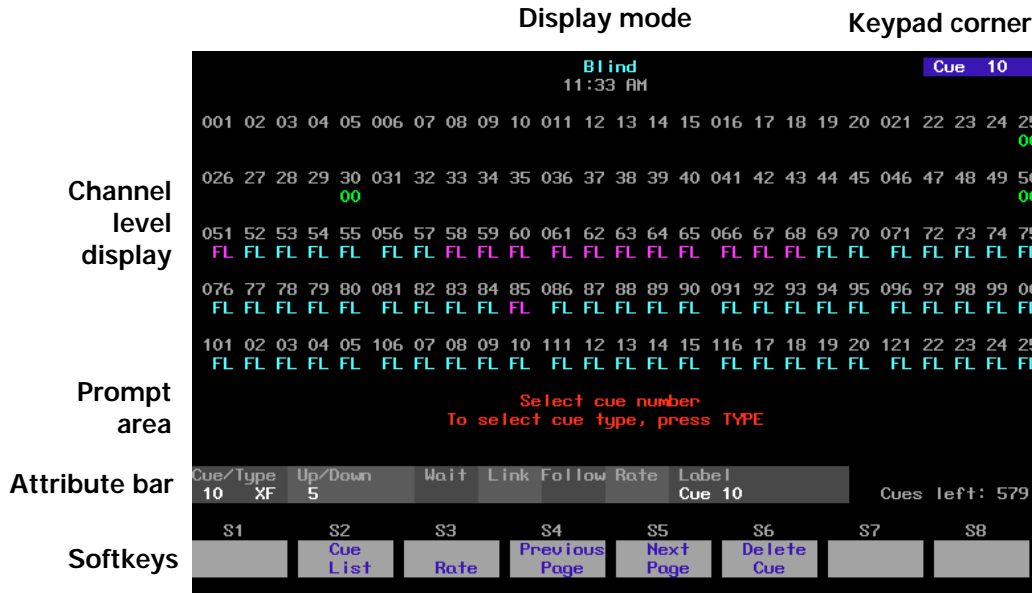 Display mode
Keypad corner
Blind
Cue 10
11:33 AM
001 02 03 04 05 006 07 08 09 10 011 12 13 14 15 016 17 18 19 20 021 22 23 24
026 27 28 29 30 031 32 33 34 35 036 37 38 39 40 041 42 43 44 45 046 47 48 49
00
Channel
level
display
051 52 53 54 55 056 57 58 59 60 061 62 63 64 65 066 67 68 69 70 071 72 73 74
FL FL FL FL FL FL FL FL FL FL FL FL FL FL FL FL FL FL FL FL FL FL FL FL
076 77 78 79 80 081 82 83 84 85 086 87 88 89 90 091 92 93 94 95 096 97 98 99
FL FL FL FL FL FL FL FL FL FL FL FL FL FL FL FL FL FL FL FL FL FL FL FL
101 02 03 04 05 106 07 08 09 10 111 12 13 14 15 116 17 18 19 20 121 22 23 24
FL FL FL FL FL FL FL FL FL FL FL FL FL FL FL FL FL FL FL FL FL FL FL FL
Prompt
area
Select cue number
To select cue type, press TYPE
Attribute bar
Cue/Type Up/Down Wait Link Follow Rate Label
10 XF 5 Cue 10 Cues left: 579
Softkeys
S1 S2 S3 S4 S5 S6 S7 S8
Cue Previous Next Delete
List Rate Page Page Cue